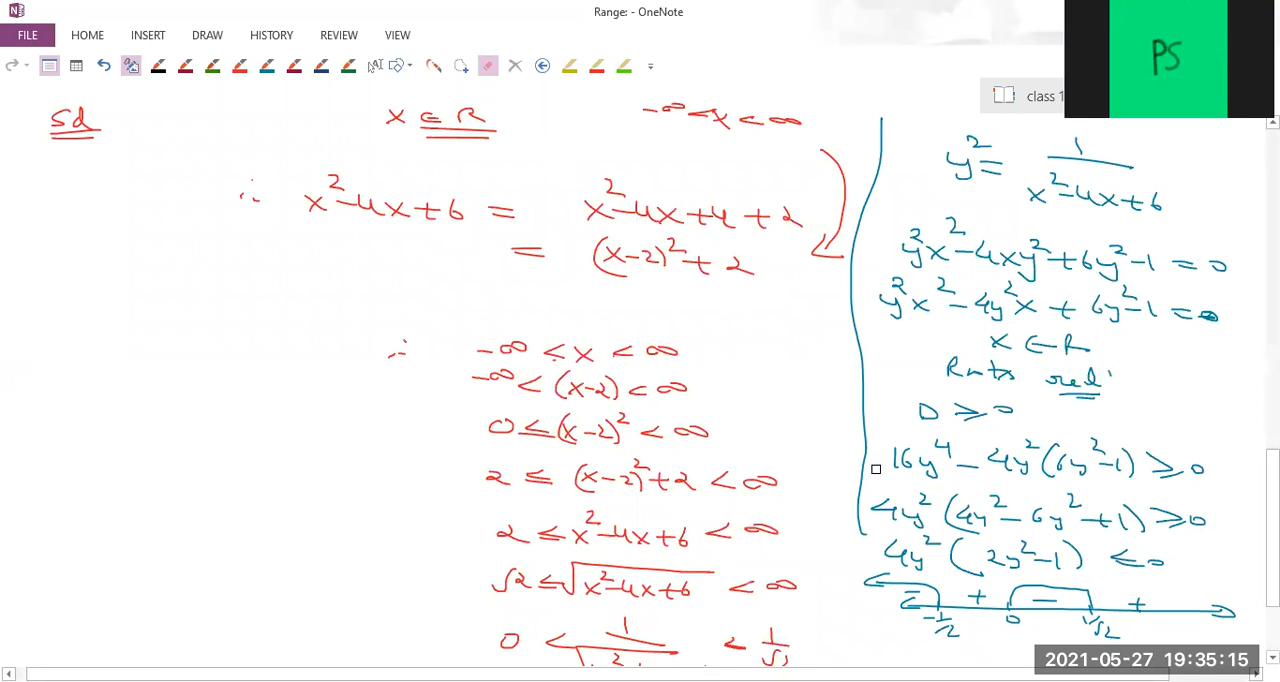 Range: - OneNote
FILE HOME INSERT DRAW HISTORY REVIEW VIEW
PS
class 1
Sol x ∈ R -∞ < x < ∞
∴ x² - 4x + 6 = x² - 4x + 4 + 2
= (x-2)² + 2
∴ -∞ ≤ x < ∞
-∞ < (x-2) < ∞
0 ≤ (x-2)² < ∞
2 ≤ (x-2)² + 2 < ∞
2 ≤ x² - 4x + 6 < ∞
√2 ≤ √(x² - 4x + 6) < ∞
0 < 1/√ < 1/√2
y² = 1/(x² - 4x + 6)
y²x² - 4xy² + 6y² - 1 = 0
y²x² - 4y²x + 6y² - 1 = 0
x ∈ R
Roots real
D ≥ 0
16y⁴ - 4y²(6y² - 1) ≥ 0
4y² (4y² - 6y² + 1) ≥ 0
4y² (2y² - 1) ≤ 0
- + - +
-1/2 0 1/√2
2021-05-27 19:35:15